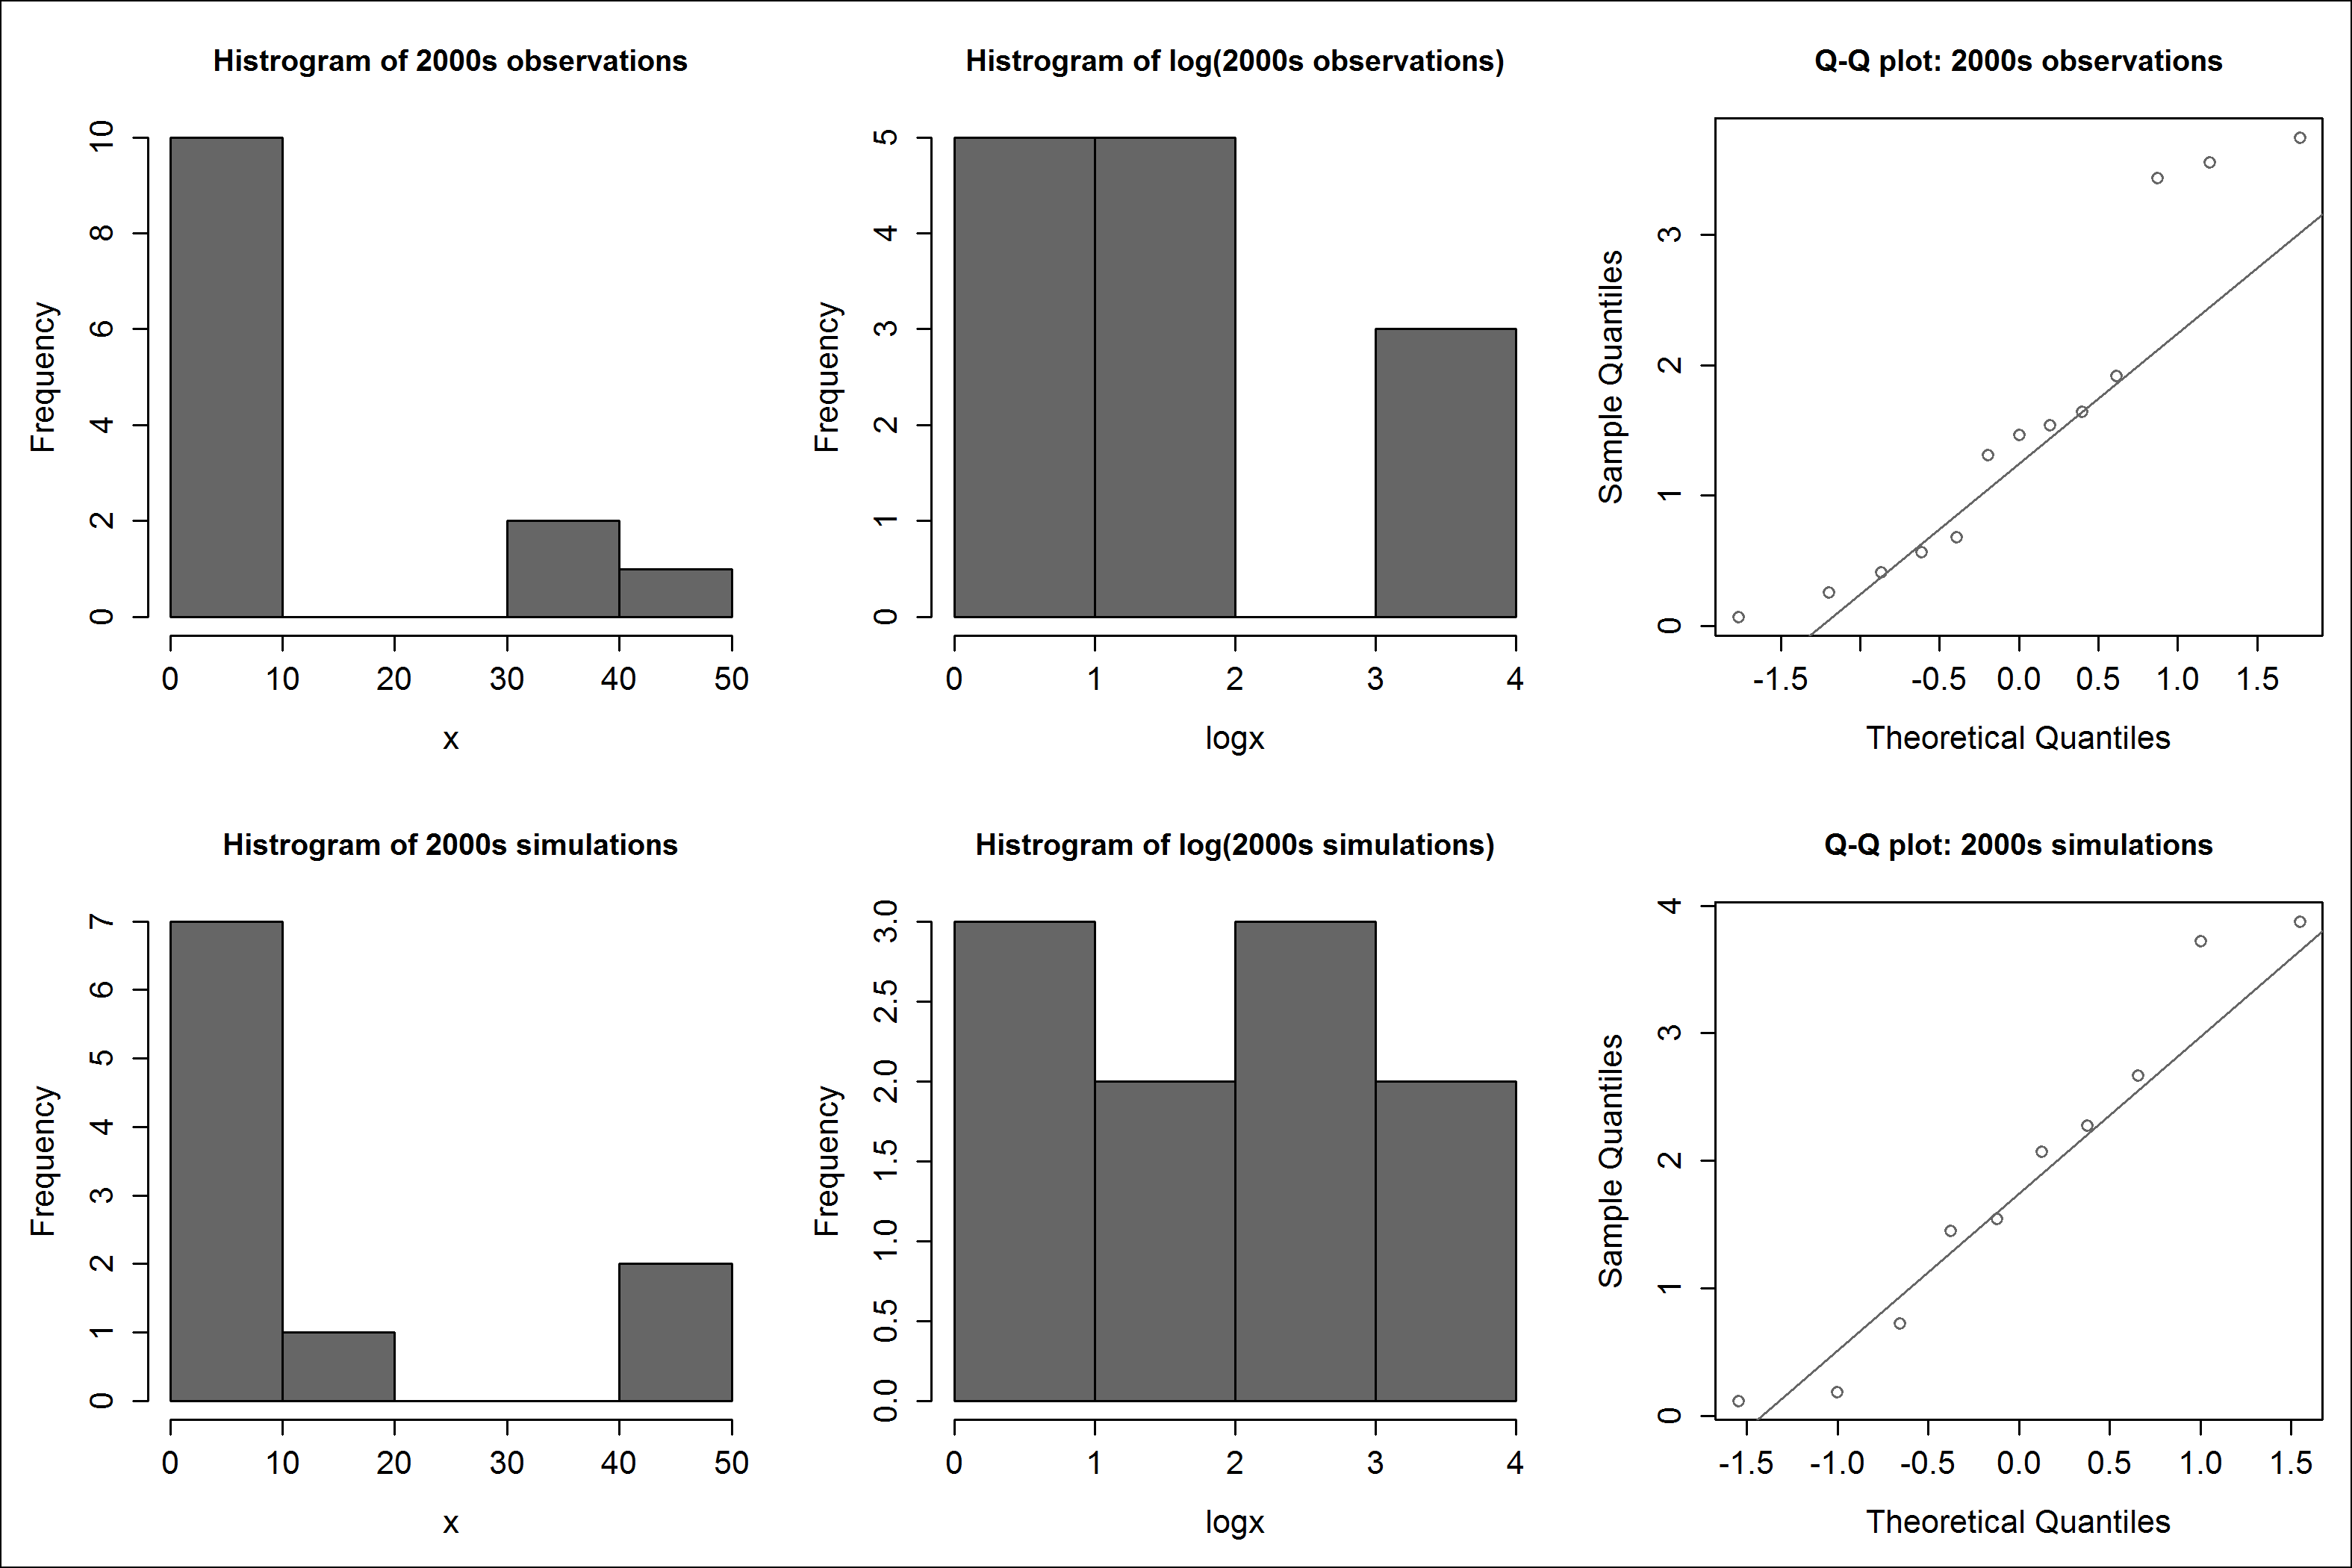 Histrogram of 2000s observations
Frequency
0 2 4 6 8 10
0 10 20 30 40 50
x
Histrogram of log(2000s observations)
Frequency
0 1 2 3 4 5
0 1 2 3 4
logx
Q-Q plot: 2000s observations
Sample Quantiles
0 1 2 3
-1.5 -0.5 0.0 0.5 1.0 1.5
Theoretical Quantiles
Histrogram of 2000s simulations
Frequency
0 1 2 3 4 5 6 7
0 10 20 30 40 50
x
Histrogram of log(2000s simulations)
Frequency
0.0 0.5 1.0 1.5 2.0 2.5 3.0
0 1 2 3 4
logx
Q-Q plot: 2000s simulations
Sample Quantiles
0 1 2 3 4
-1.5 -1.0 -0.5 0.0 0.5 1.0 1.5
Theoretical Quantiles